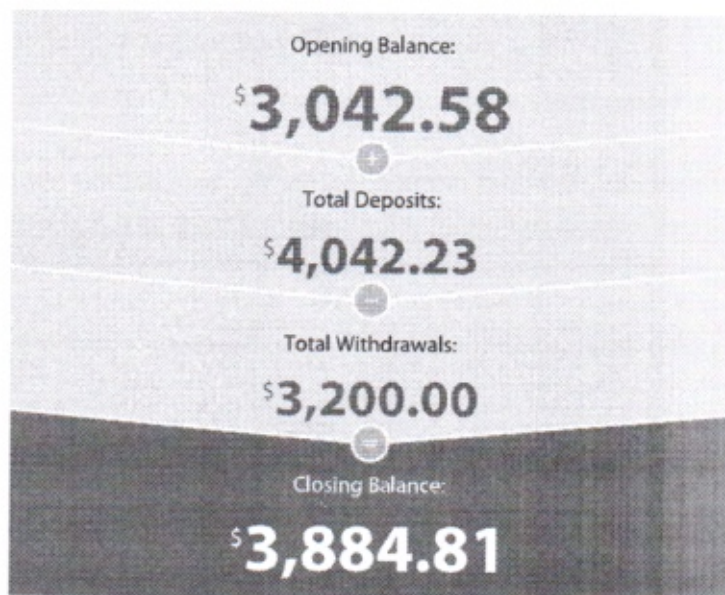 Opening Balance:
$3,042.58
+
Total Deposits:
$4,042.23
−
Total Withdrawals:
$3,200.00
=
Closing Balance:
$3,884.81